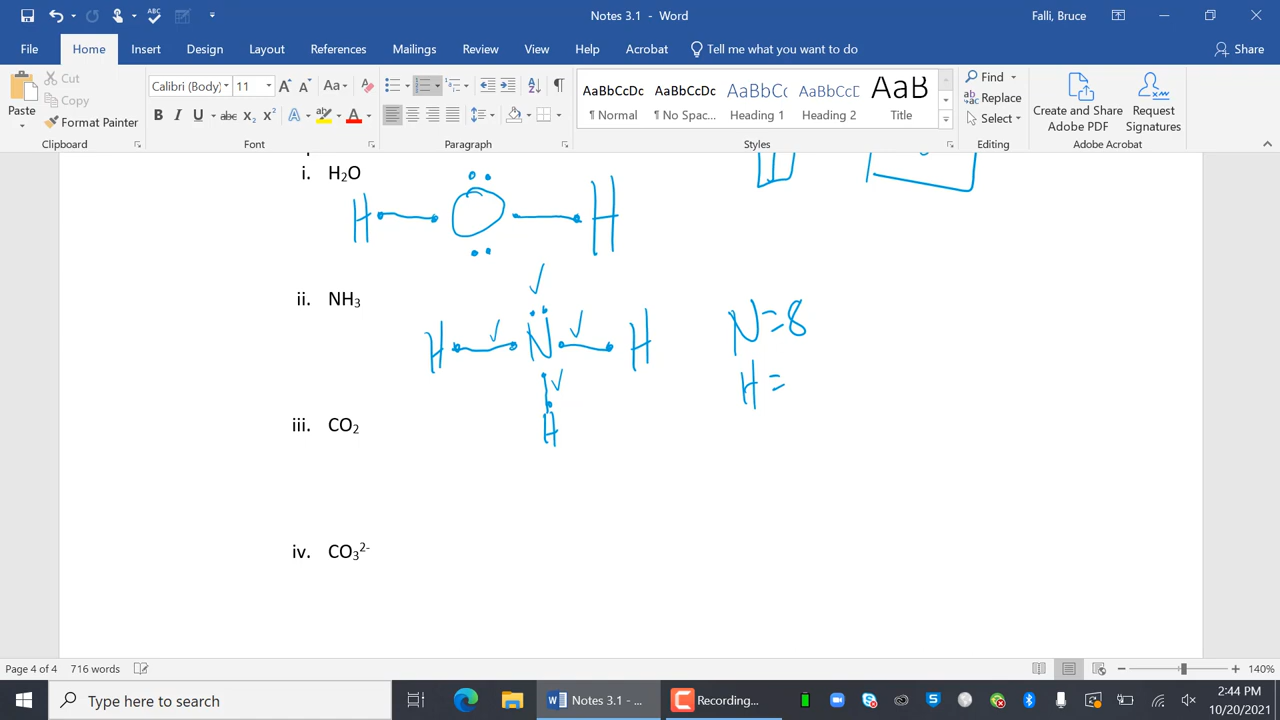 Notes 3.1 - Word
Falli, Bruce
File Home Insert Design Layout References Mailings Review View Help Acrobat Tell me what you want to do Share
Paste
Cut
Copy
Format Painter
Clipboard
Calibri (Body) 11
Font
Paragraph
AaBbCcDc AaBbCcDc AaBbCc AaBbCcD AaB
¶ Normal ¶ No Spac... Heading 1 Heading 2 Title
Styles
Find
Replace
Select
Editing
Create and Share Adobe PDF
Request Signatures
Adobe Acrobat
i. H₂O
H O H
ii. NH₃
H N H
H
N=8
H=
iii. CO₂
iv. CO₃²⁻
Page 4 of 4 716 words
140%
Type here to search
Notes 3.1 - ...
Recording...
2:44 PM
10/20/2021